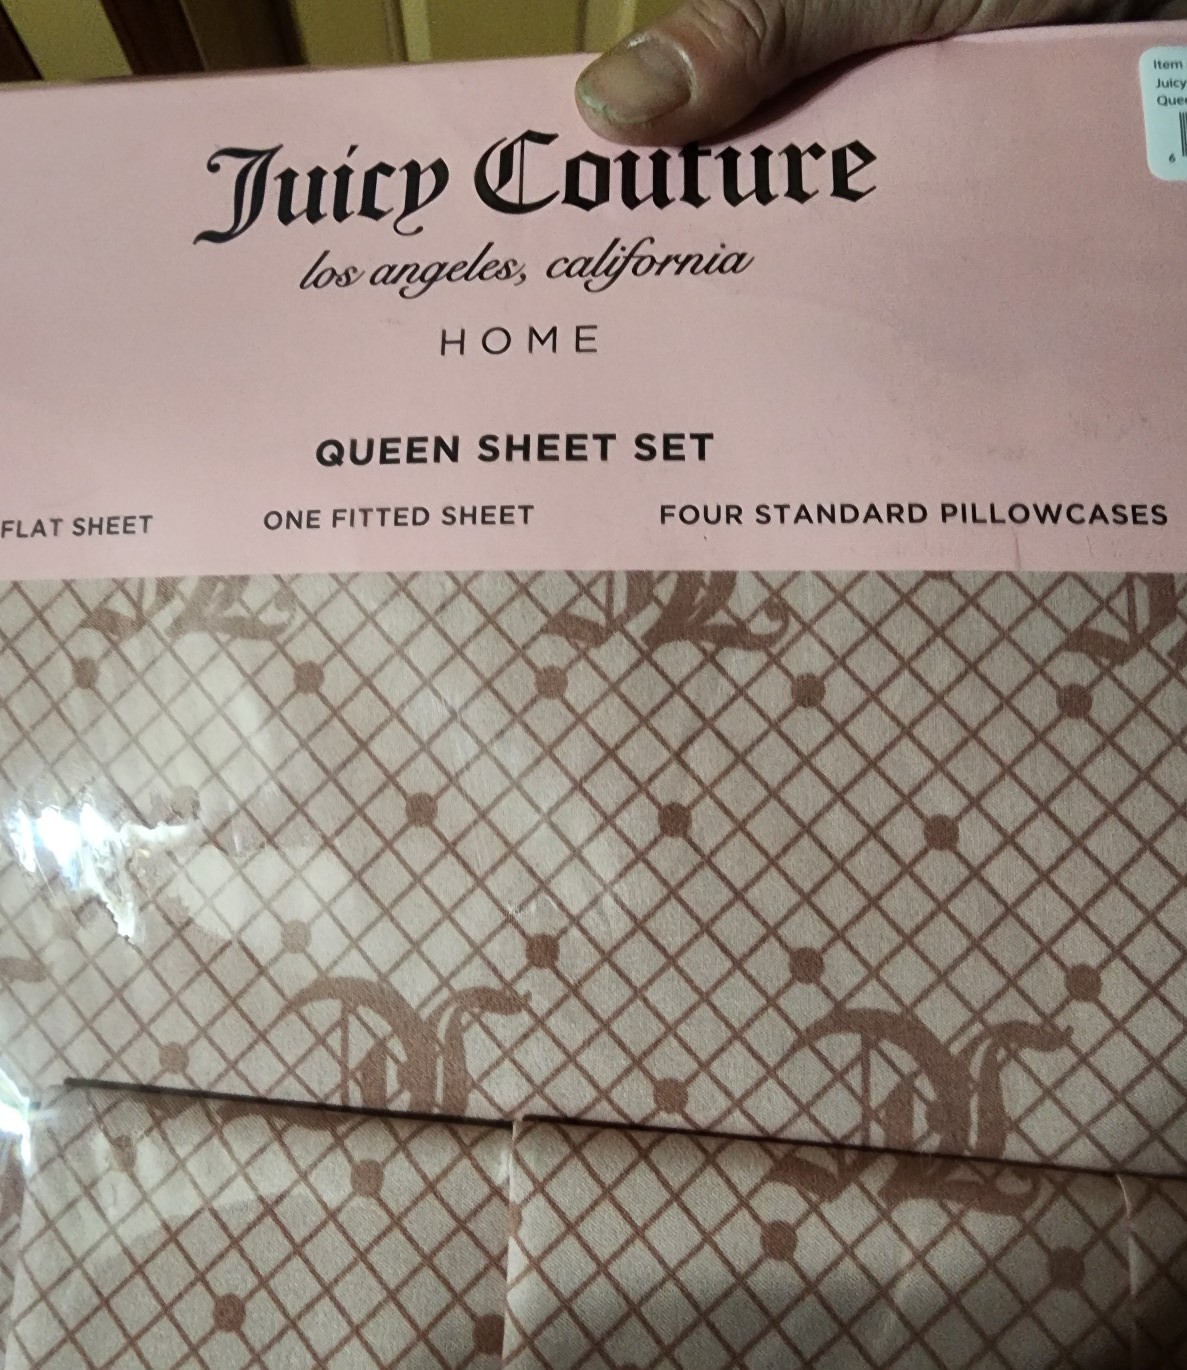 Juicy Couture
los angeles, california
HOME
QUEEN SHEET SET
FLAT SHEET ONE FITTED SHEET FOUR STANDARD PILLOWCASES
Item
Juicy
6